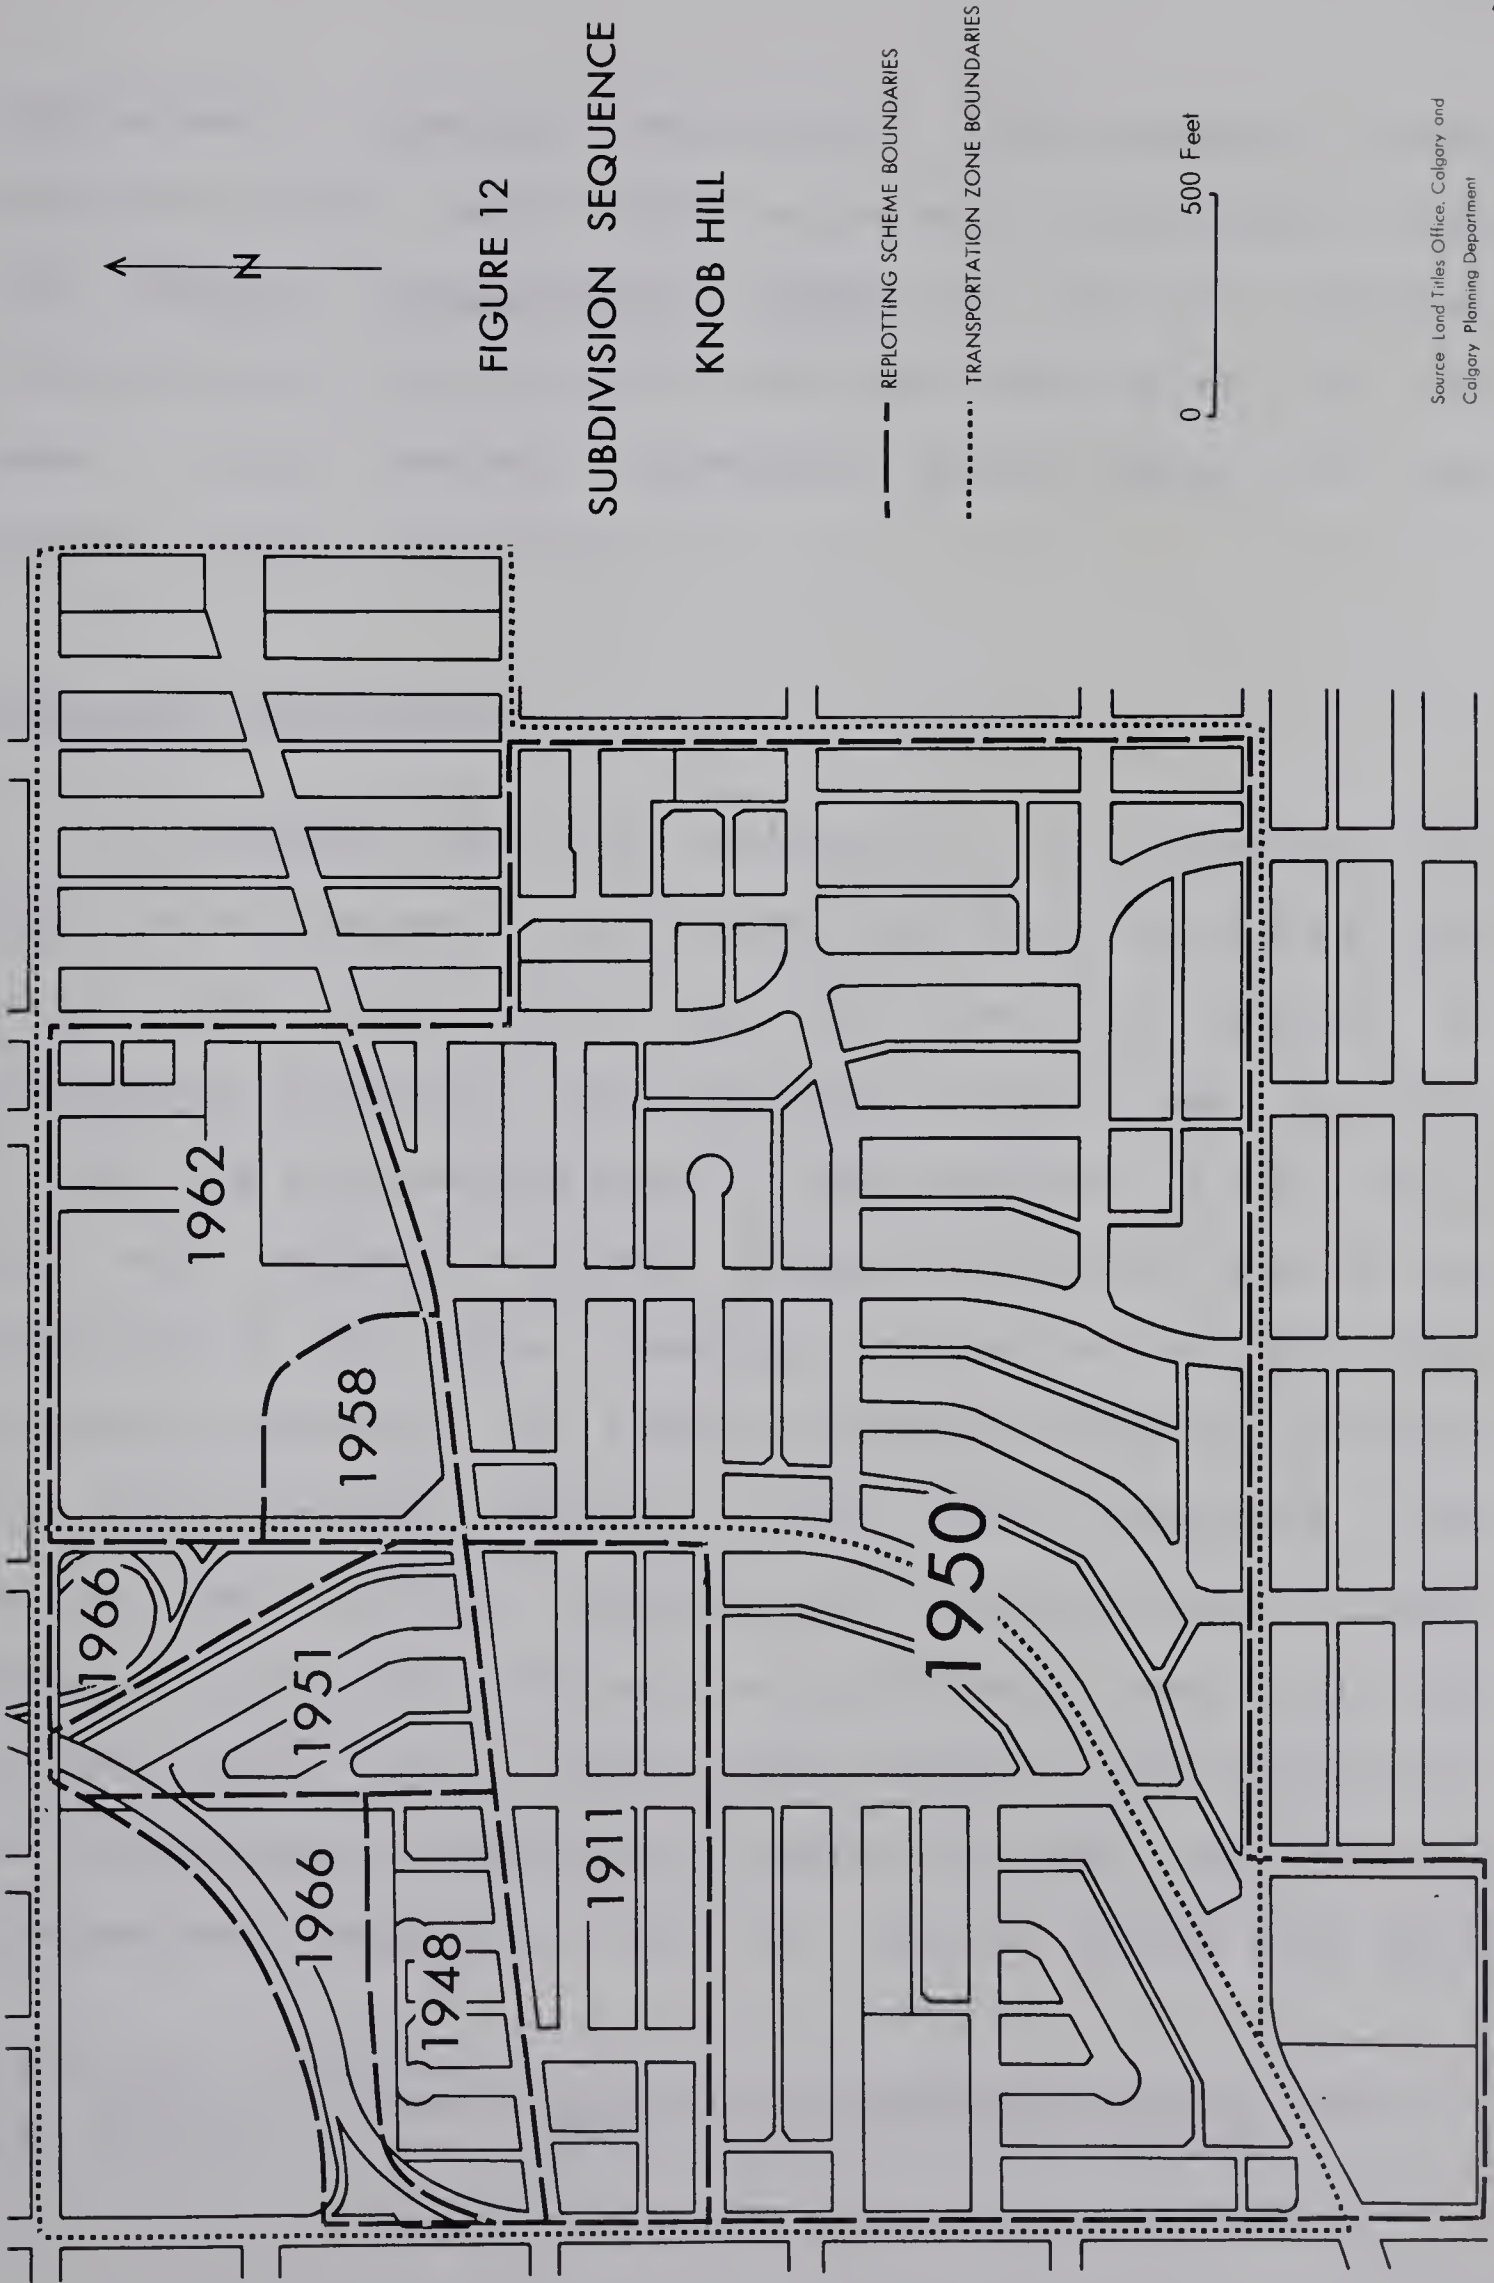 N
FIGURE 12
SUBDIVISION SEQUENCE
KNOB HILL
REPLOTTING SCHEME BOUNDARIES
TRANSPORTATION ZONE BOUNDARIES
0 500 Feet
Source Land Titles Office, Calgary and
Calgary Planning Department
1966
1962
1951
1958
1966
1948
1911
1950